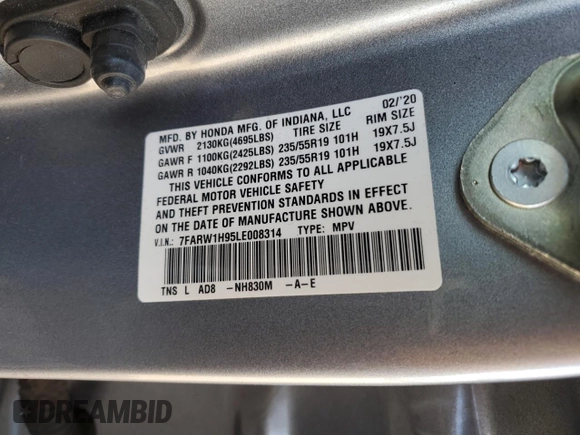 MFD. BY HONDA MFG. OF INDIANA, LLC 02/'20
GVWR 2130KG(4695LBS) TIRE SIZE RIM SIZE
GAWR F 1100KG(2425LBS) 235/55R19 101H 19X7.5J
GAWR R 1040KG(2292LBS) 235/55R19 101H 19X7.5J
THIS VEHICLE CONFORMS TO ALL APPLICABLE
FEDERAL MOTOR VEHICLE SAFETY
AND THEFT PREVENTION STANDARDS IN EFFECT
ON THE DATE OF MANUFACTURE SHOWN ABOVE.
V.I.N.: 7FARW1H95LE008314 TYPE: MPV
TNS L AD8 -NH830M -A-E
DREAMBID